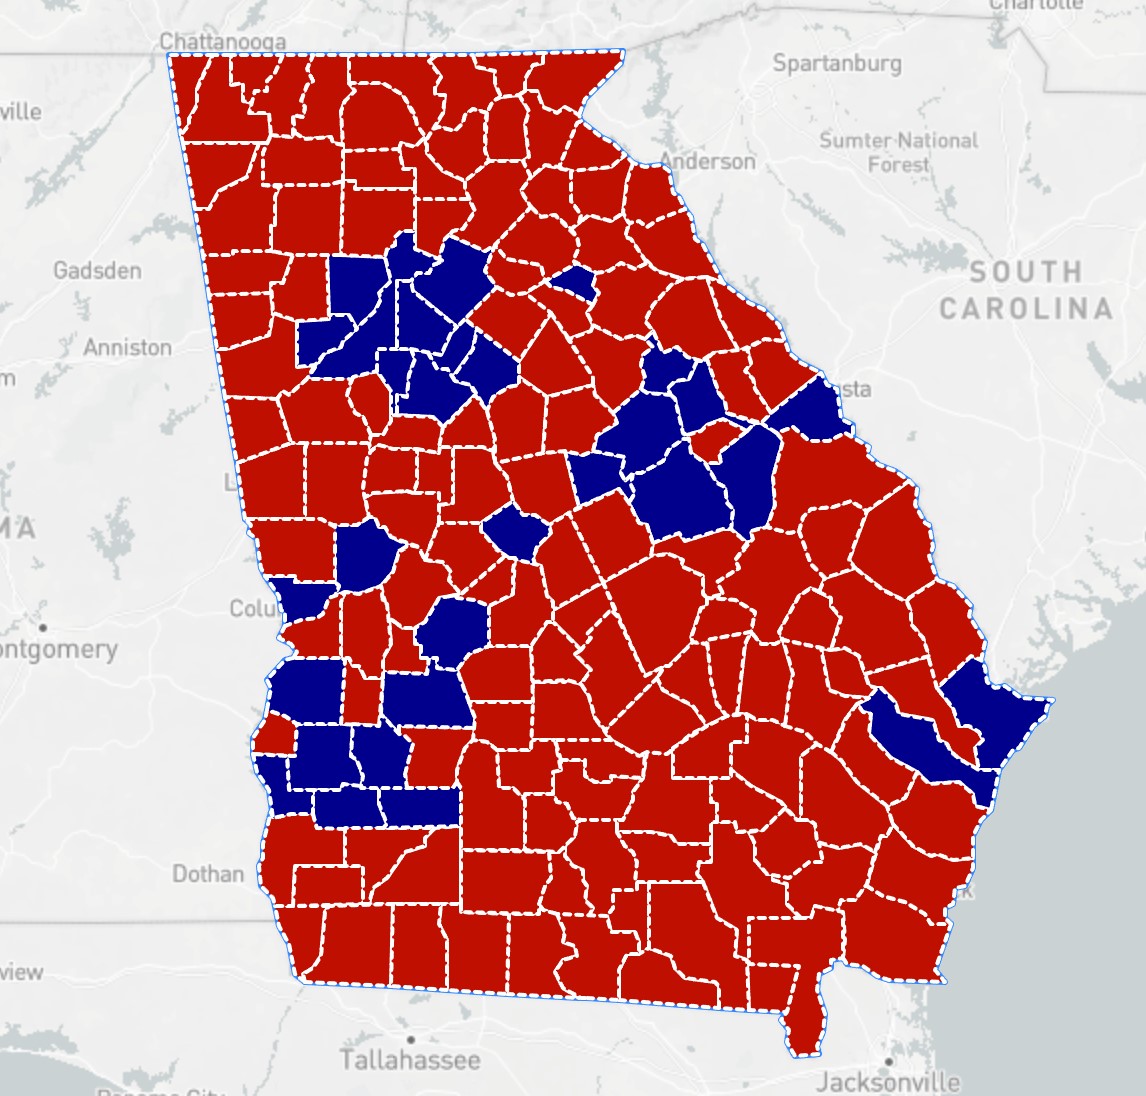 Charlotte
Chattanooga
Spartanburg
ville
Sumter National
Forest
Anderson
Gadsden
SOUTH
CAROLINA
Anniston
m
usta
L
MA
Colu
ontgomery
Dothan
k
view
Tallahassee
Jacksonville
Panama City